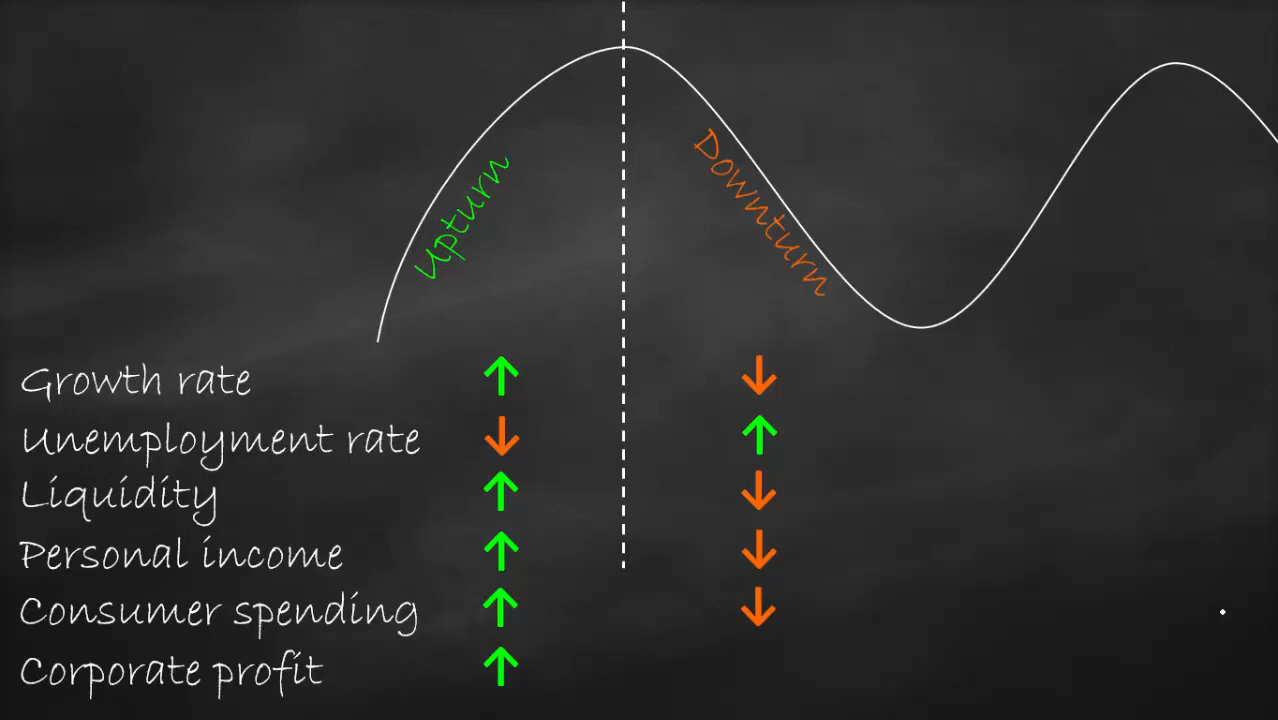 Upturn
Downturn
Growth rate
Unemployment rate
Liquidity
Personal income
Consumer spending
Corporate profit